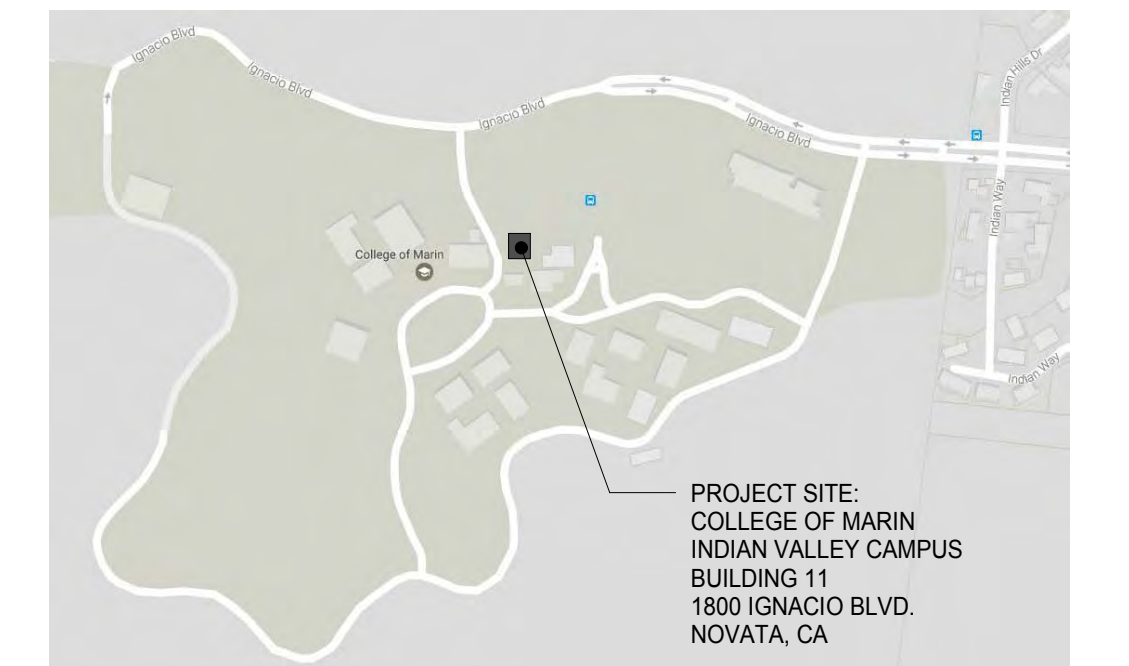 Ignacio Blvd
Ignacio Blvd
Ignacio Blvd
Ignacio Blvd
Indian Hills Dr
Indian Way
College of Marin
Indian Way
PROJECT SITE:
COLLEGE OF MARIN
INDIAN VALLEY CAMPUS
BUILDING 11
1800 IGNACIO BLVD.
NOVATA, CA